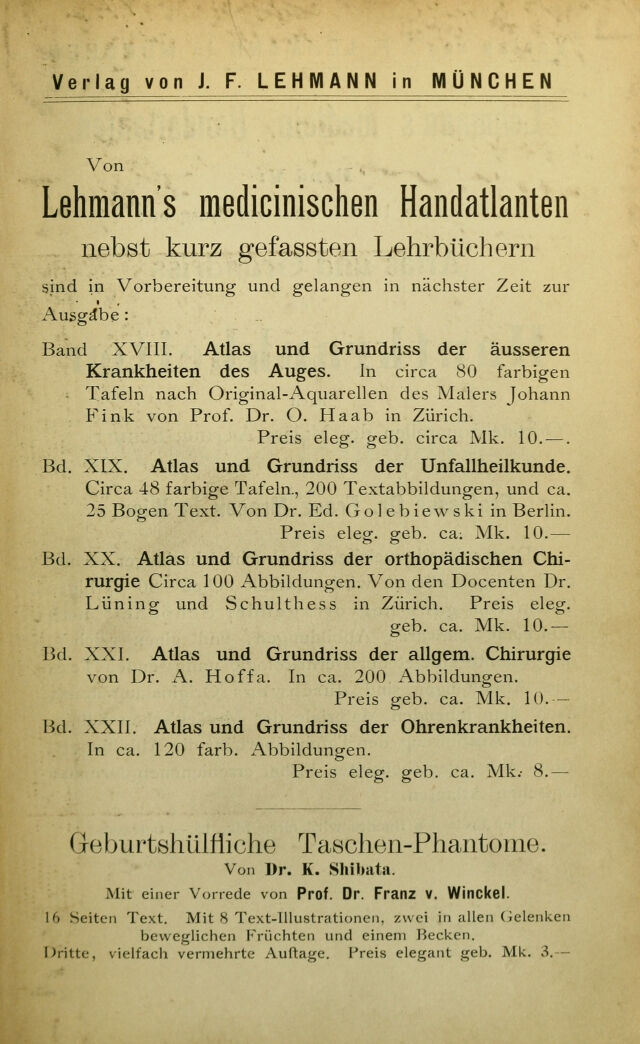 Verlag von J. F. LEHMANN in MÜNCHEN
Von
Lehmann's medicinischen Handatlanten
nebst kurz gefassten Lehrbüchern
sind in Vorbereitung und gelangen in nächster Zeit zur
Ausgabe:
Band XVIII. Atlas und Grundriss der äusseren
Krankheiten des Auges. In circa 80 farbigen
Tafeln nach Original-Aquarellen des Malers Johann
Fink von Prof. Dr. O. Haab in Zürich.
Preis eleg. geb. circa Mk. 10.—.
Bd. XIX. Atlas und Grundriss der Unfallheilkunde.
Circa 48 farbige Tafeln., 200 Textabbildungen, und ca.
25 Bogen Text. Von Dr. Ed. Golebiewski in Berlin.
Preis eleg. geb. ca. Mk. 10.—
Bd. XX. Atlas und Grundriss der orthopädischen Chi-
rurgie Circa 100 Abbildungen. Von den Docenten Dr.
Lüning und Schulthess in Zürich. Preis eleg.
geb. ca. Mk. 10.—
Bd. XXI. Atlas und Grundriss der allgem. Chirurgie
von Dr. A. Hoffa. In ca. 200 Abbildungen.
Preis geb. ca. Mk. 10.—
Bd. XXII. Atlas und Grundriss der Ohrenkrankheiten.
In ca. 120 farb. Abbildungen.
Preis eleg. geb. ca. Mk. 8.—
Geburtshülfliche Taschen-Phantome.
Von Dr. K. Shibata.
Mit einer Vorrede von Prof. Dr. Franz v. Winckel.
16 Seiten Text. Mit 8 Text-Illustrationen, zwei in allen Gelenken
beweglichen Früchten und einem Becken.
Dritte, vielfach vermehrte Auflage. Preis elegant geb. Mk. 3.—